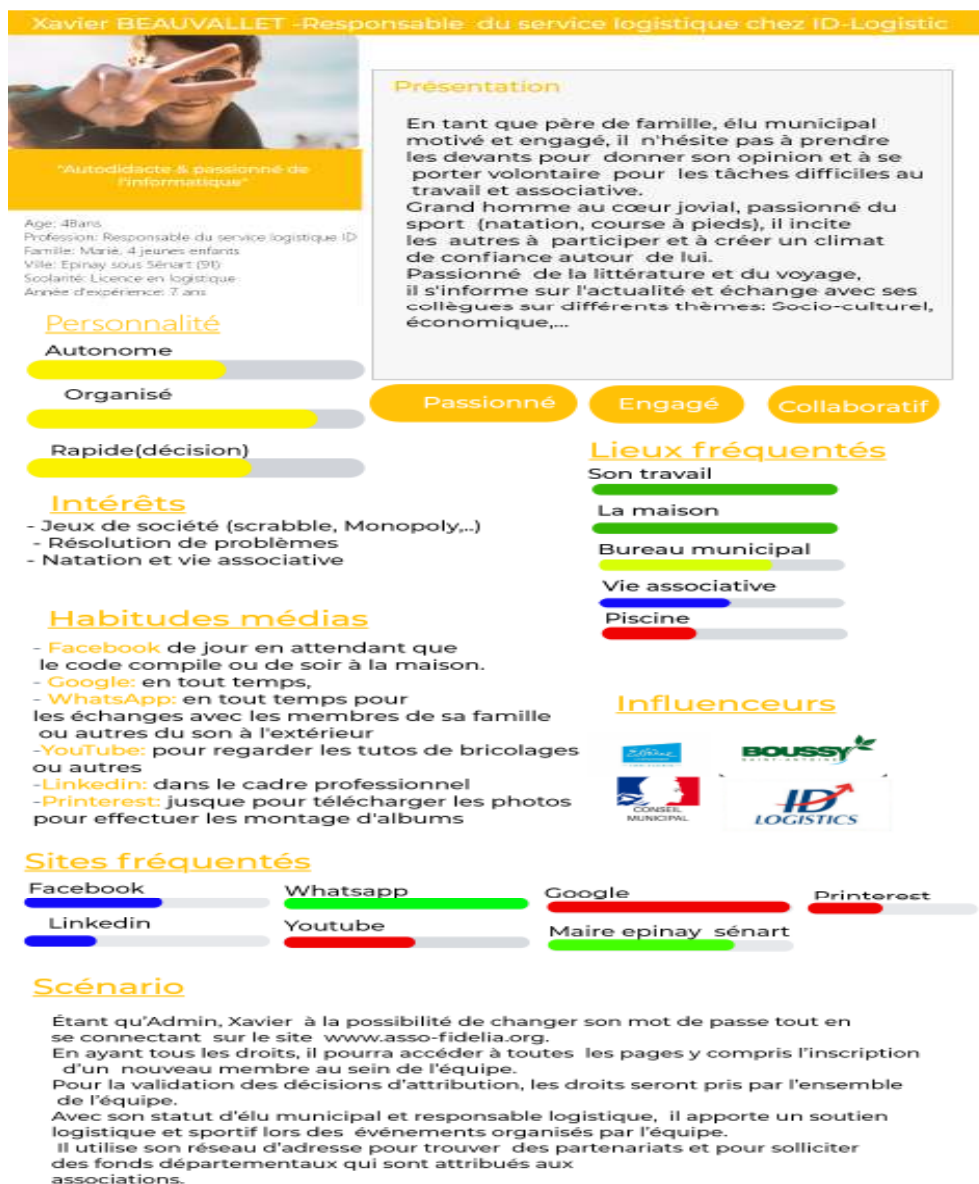 Xavier BEAUVALLET -Responsable du service logistique chez ID-Logistic
"Autodidacte & passionné de
l'informatique"
Age: 48ans
Profession: Responsable du service logistique ID
Famille: Marié, 4 jeunes enfants
Ville: Epinay sous Sénart (91)
Scolarité: Licence en logistique
Année d'expérience: 7 ans
Présentation
En tant que père de famille, élu municipal
motivé et engagé, il n'hésite pas à prendre
les devants pour donner son opinion et à se
porter volontaire pour les tâches difficiles au
travail et associative.
Grand homme au cœur jovial, passionné du
sport (natation, course à pieds), il incite
les autres à participer et à créer un climat
de confiance autour de lui.
Passionné de la littérature et du voyage,
il s'informe sur l'actualité et échange avec ses
collègues sur différents thèmes: Socio-culturel,
économique,...
Personnalité
Autonome
Organisé
Rapide(décision)
Passionné
Engagé
Collaboratif
Lieux fréquentés
Son travail
La maison
Bureau municipal
Vie associative
Piscine
Intérêts
- Jeux de société (scrabble, Monopoly,..)
- Résolution de problèmes
- Natation et vie associative
Habitudes médias
- Facebook de jour en attendant que
le code compile ou de soir à la maison.
- Google: en tout temps,
- WhatsApp: en tout temps pour
les échanges avec les membres de sa famille
ou autres du son à l'extérieur
-YouTube: pour regarder les tutos de bricolages
ou autres
-Linkedin: dans le cadre professionnel
-Printerest: jusque pour télécharger les photos
pour effectuer les montage d'albums
Influenceurs
BOUSSY
SAINT-ANTOINE
CONSEIL
MUNICIPAL
ID
LOGISTICS
Sites fréquentés
Facebook
Whatsapp
Google
Printerest
Linkedin
Youtube
Maire epinay sénart
Scénario
Étant qu'Admin, Xavier à la possibilité de changer son mot de passe tout en
se connectant sur le site www.asso-fidelia.org.
En ayant tous les droits, il pourra accéder à toutes les pages y compris l'inscription
d'un nouveau membre au sein de l'équipe.
Pour la validation des décisions d'attribution, les droits seront pris par l'ensemble
de l'équipe.
Avec son statut d'élu municipal et responsable logistique, il apporte un soutien
logistique et sportif lors des événements organisés par l'équipe.
Il utilise son réseau d'adresse pour trouver des partenariats et pour solliciter
des fonds départementaux qui sont attribués aux
associations.